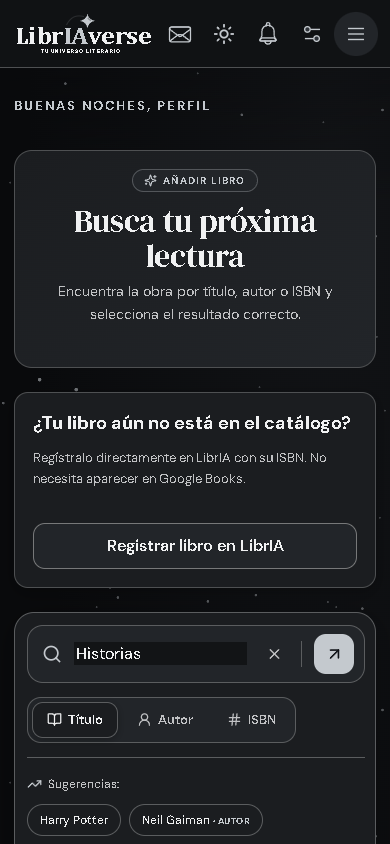 LibrIAverse
TU UNIVERSO LITERARIO
BUENAS NOCHES, PERFIL
AÑADIR LIBRO
Busca tu próxima
lectura
Encuentra la obra por título, autor o ISBN y
selecciona el resultado correcto.
¿Tu libro aún no está en el catálogo?
Regístralo directamente en LibrIA con su ISBN. No
necesita aparecer en Google Books.
Registrar libro en LibrIA
Historias
Título Autor ISBN
Sugerencias:
Harry Potter Neil Gaiman · AUTOR